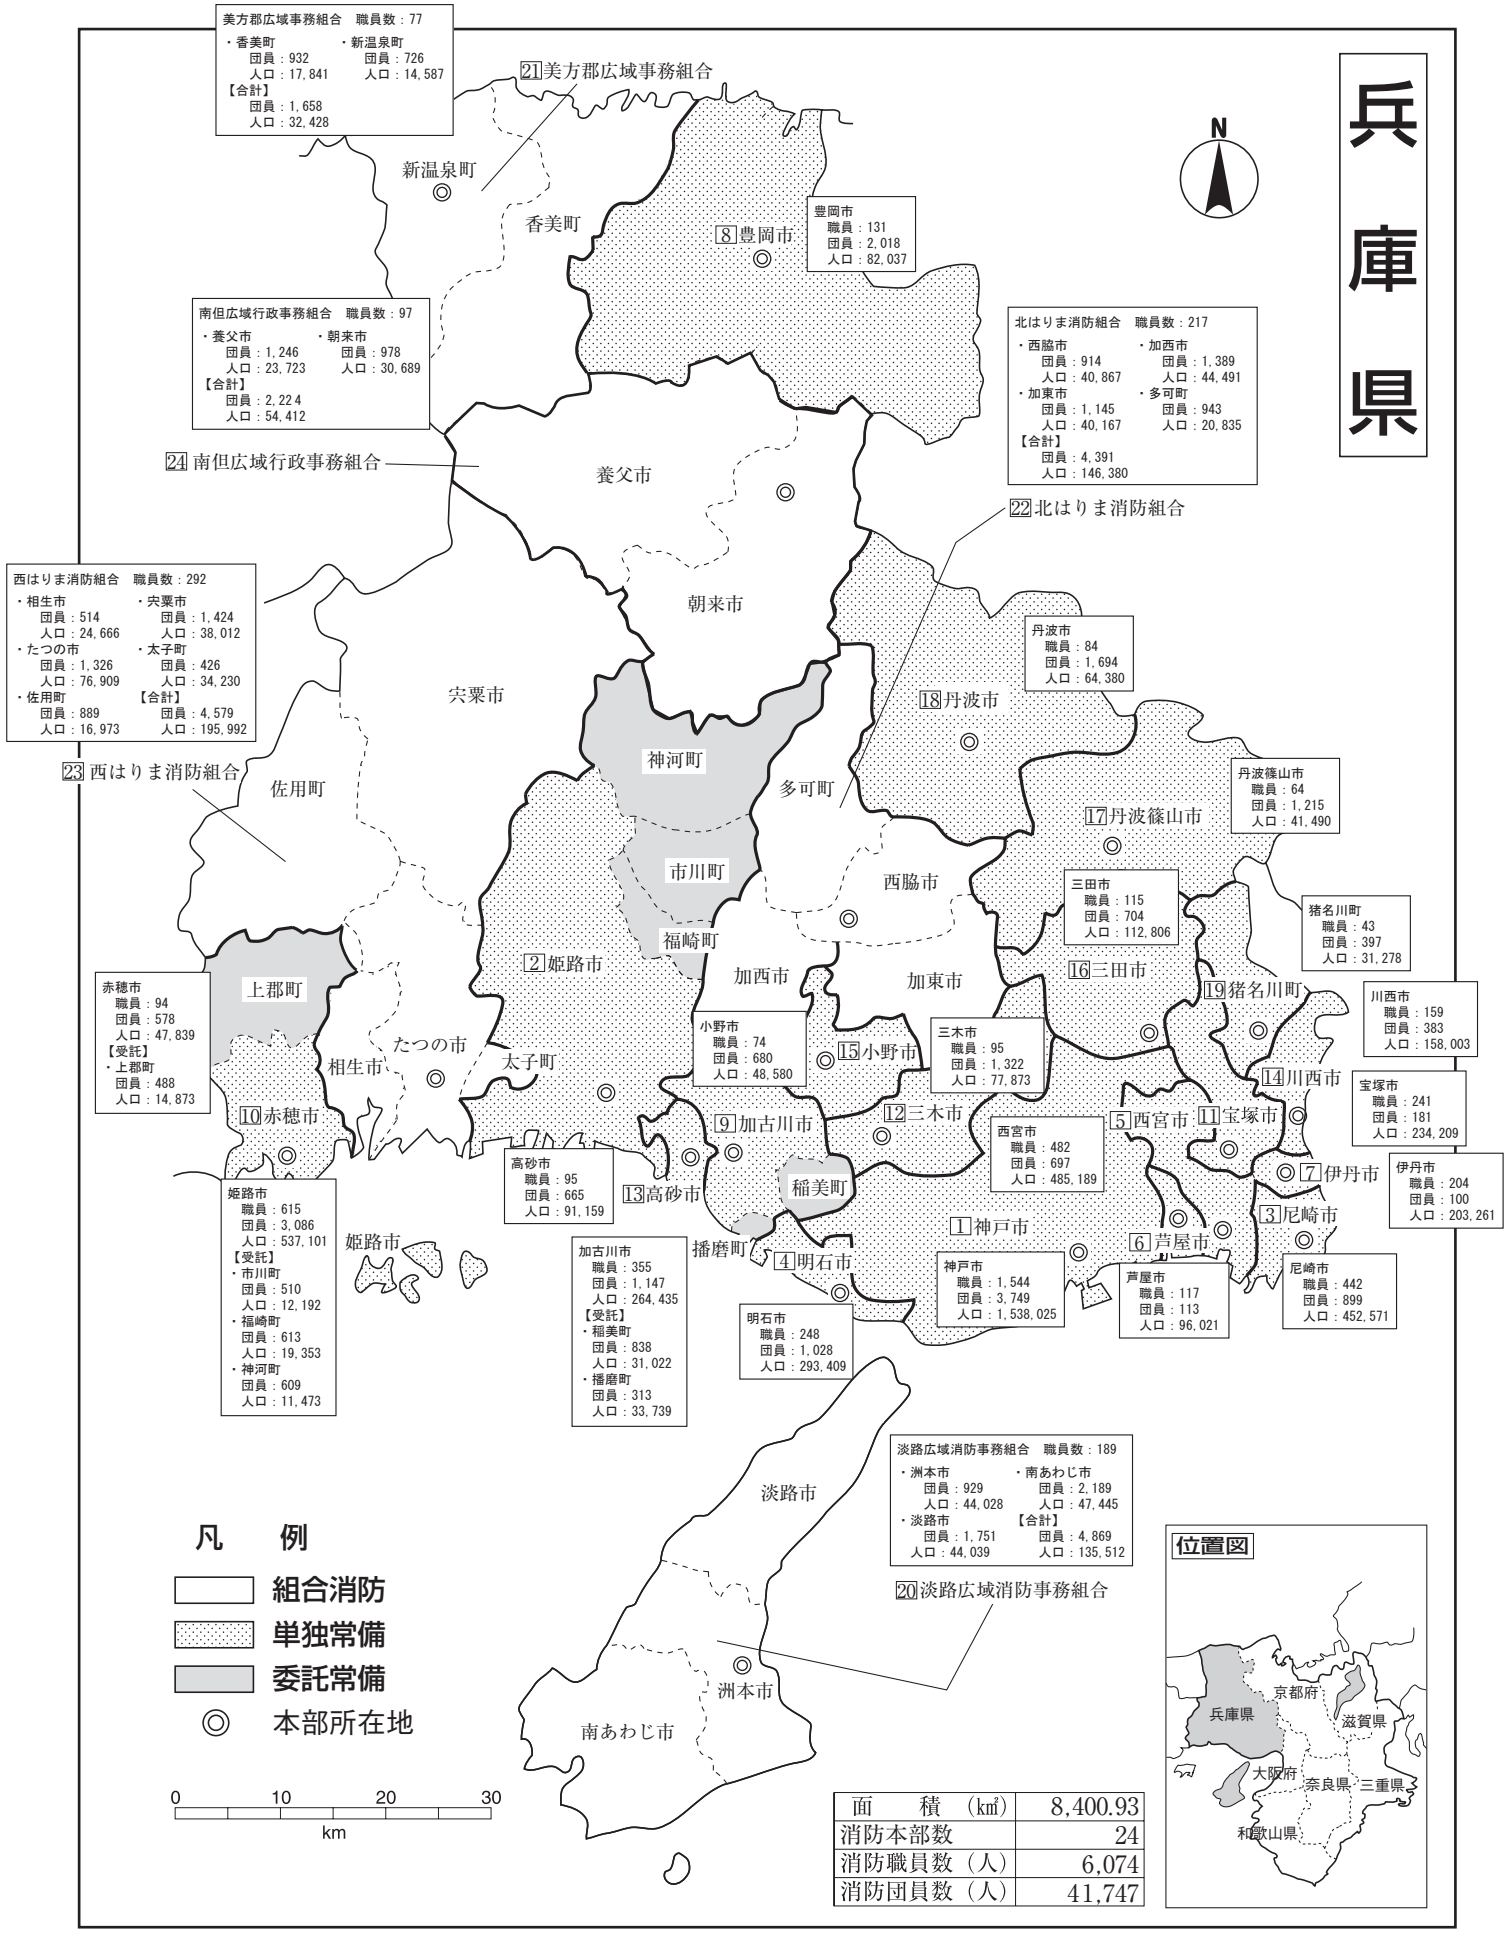 兵庫県
N
美方郡広域事務組合　職員数：77
・香美町　・新温泉町
団員：932　団員：726
人口：17,841　人口：14,587
【合計】
団員：1,658
人口：32,428
21美方郡広域事務組合
新温泉町
香美町
8豊岡市
豊岡市
職員：131
団員：2,018
人口：82,037
南但広域行政事務組合　職員数：97
・養父市　・朝来市
団員：1,246　団員：978
人口：23,723　人口：30,689
【合計】
団員：2,224
人口：54,412
24南但広域行政事務組合
養父市
朝来市
北はりま消防組合　職員数：217
・西脇市　・加西市
団員：914　団員：1,389
人口：40,867　人口：44,491
・加東市　・多可町
団員：1,145　団員：943
人口：40,167　人口：20,835
【合計】
団員：4,391
人口：146,380
22北はりま消防組合
西はりま消防組合　職員数：292
・相生市　・宍粟市
団員：514　団員：1,424
人口：24,666　人口：38,012
・たつの市　・太子町
団員：1,326　団員：426
人口：76,909　人口：34,230
・佐用町　【合計】
団員：889　団員：4,579
人口：16,973　人口：195,992
23西はりま消防組合
宍粟市
佐用町
神河町
市川町
福崎町
多可町
西脇市
加西市
加東市
18丹波市
丹波市
職員：84
団員：1,694
人口：64,380
17丹波篠山市
丹波篠山市
職員：64
団員：1,215
人口：41,490
三田市
職員：115
団員：704
人口：112,806
16三田市
猪名川町
職員：43
団員：397
人口：31,278
19猪名川町
川西市
職員：159
団員：383
人口：158,003
14川西市
2姫路市
上郡町
赤穂市
職員：94
団員：578
人口：47,839
【受託】
・上郡町
団員：488
人口：14,873
10赤穂市
相生市
たつの市
太子町
小野市
職員：74
団員：680
人口：48,580
15小野市
三木市
職員：95
団員：1,322
人口：77,873
12三木市
宝塚市
職員：241
団員：181
人口：234,209
11宝塚市
5西宮市
西宮市
職員：482
団員：697
人口：485,189
伊丹市
職員：204
団員：100
人口：203,261
7伊丹市
3尼崎市
尼崎市
職員：442
団員：899
人口：452,571
6芦屋市
芦屋市
職員：117
団員：113
人口：96,021
1神戸市
神戸市
職員：1,544
団員：3,749
人口：1,538,025
9加古川市
稲美町
播磨町
13高砂市
高砂市
職員：95
団員：665
人口：91,159
4明石市
明石市
職員：248
団員：1,028
人口：293,409
姫路市
職員：615
団員：3,086
人口：537,101
【受託】
・市川町
団員：510
人口：12,192
・福崎町
団員：613
人口：19,353
・神河町
団員：609
人口：11,473
姫路市
加古川市
職員：355
団員：1,147
人口：264,435
【受託】
・稲美町
団員：838
人口：31,022
・播磨町
団員：313
人口：33,739
淡路広域消防事務組合　職員数：189
・洲本市　・南あわじ市
団員：929　団員：2,189
人口：44,028　人口：47,445
・淡路市　【合計】
団員：1,751　団員：4,869
人口：44,039　人口：135,512
20淡路広域消防事務組合
淡路市
洲本市
南あわじ市
凡　例
組合消防
単独常備
委託常備
本部所在地
0　10　20　30
km
面　積　（㎢）　8,400.93
消防本部数　24
消防職員数（人）　6,074
消防団員数（人）　41,747
位置図
京都府
兵庫県
滋賀県
大阪府
奈良県
三重県
和歌山県